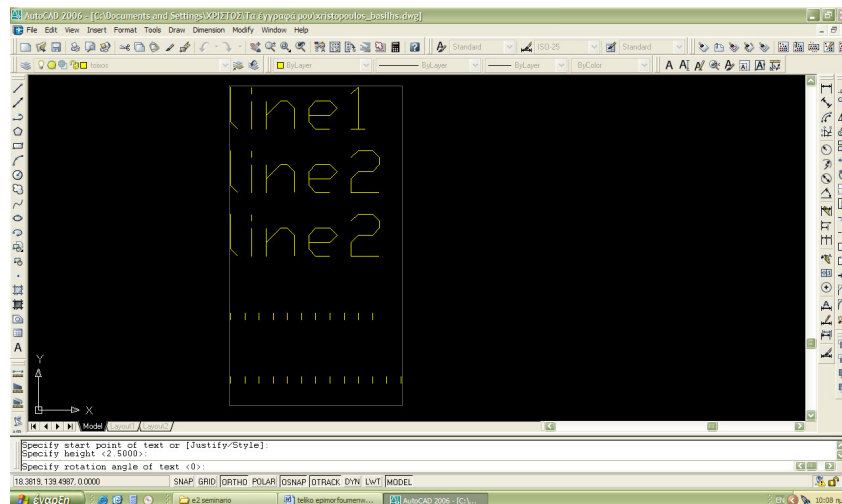 AutoCAD 2006 - [C:\Documents and Settings\ΧΡΙΣΤΟΣ\Τα έγγραφά μου\xristopoulos_basilhs.dwg]
File Edit View Insert Format Tools Draw Dimension Modify Window Help
Standard ISO-25 Standard
toixos ByLayer ByLayer ByLayer ByColor
line1
line2
line2
Y
X
Model Layout1 Layout2
Specify start point of text or [Justify/Style]:
Specify height <2.5000>:
Specify rotation angle of text <0>:
18.3819, 139.4987, 0.0000 SNAP GRID ORTHO POLAR OSNAP OTRACK DYN LWT MODEL
έναρξη e2 seminario teliko epimorfoumenw... AutoCAD 2006 - [C:\... EN 10:08 πμ